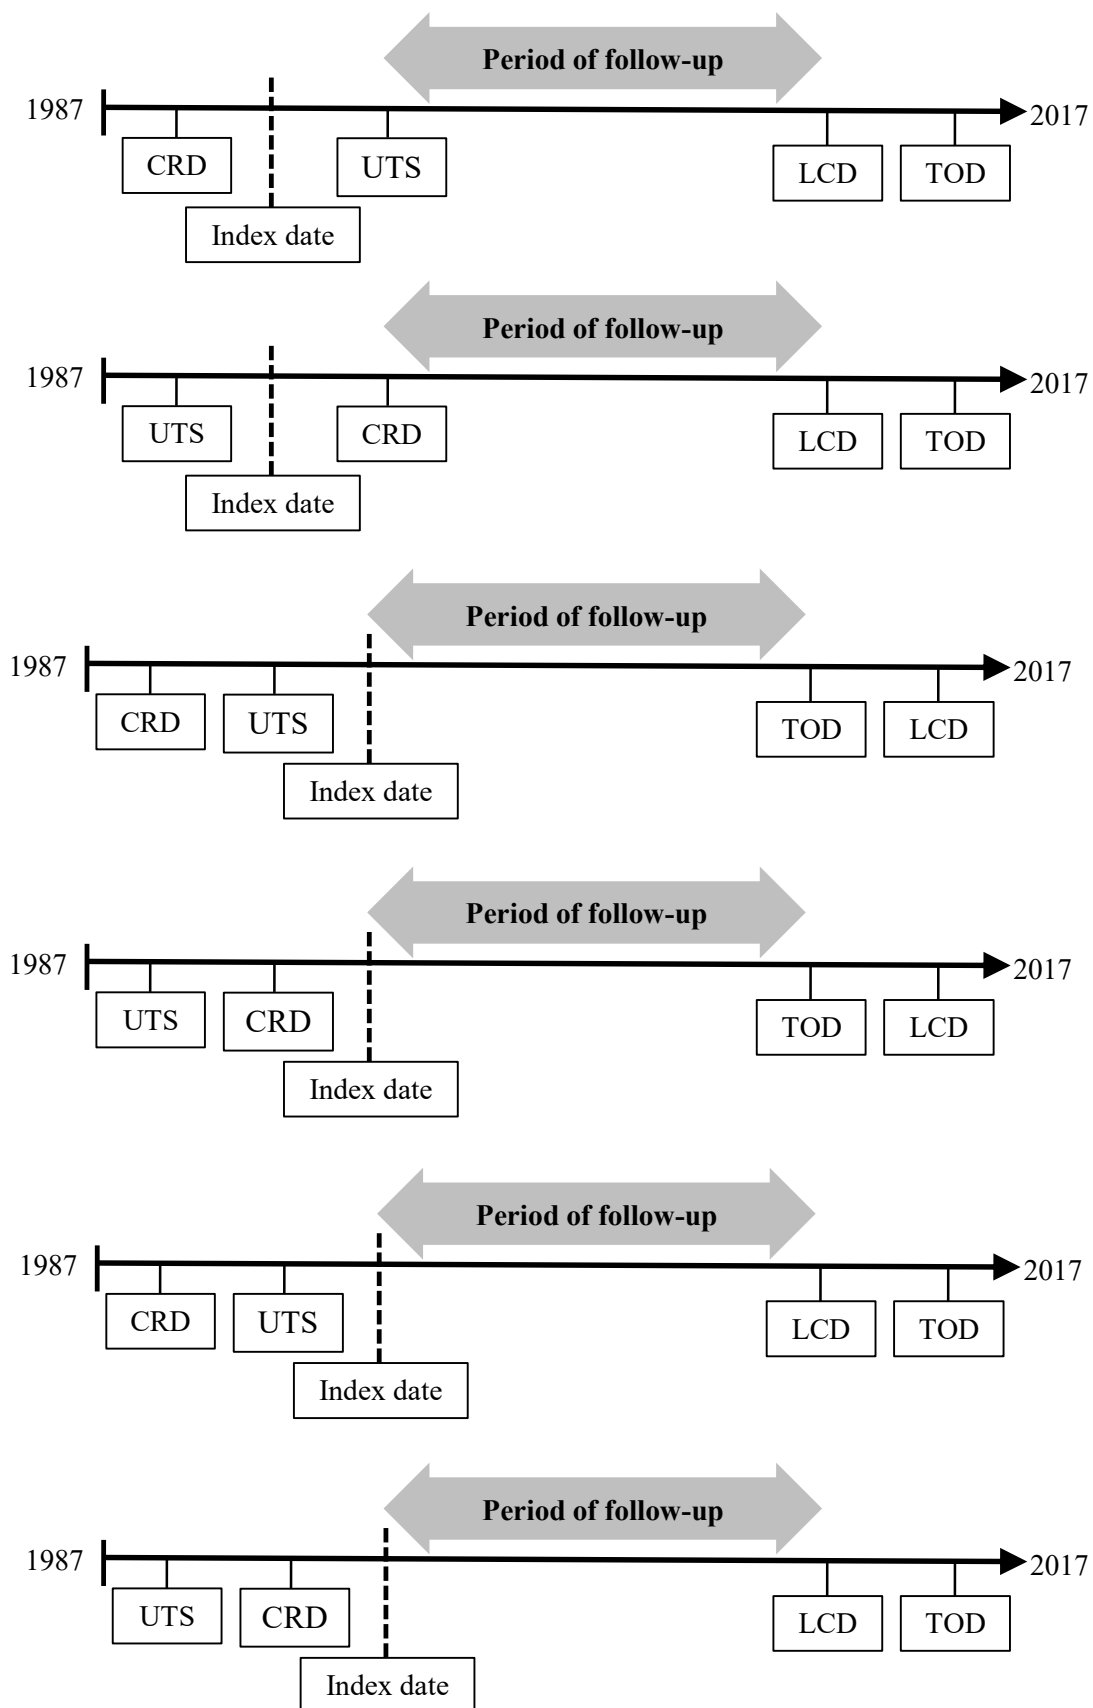 Period of follow-up
1987 2017
CRD UTS LCD TOD
Index date
Period of follow-up
1987 2017
UTS CRD LCD TOD
Index date
Period of follow-up
1987 2017
CRD UTS TOD LCD
Index date
Period of follow-up
1987 2017
UTS CRD TOD LCD
Index date
Period of follow-up
1987 2017
CRD UTS LCD TOD
Index date
Period of follow-up
1987 2017
UTS CRD LCD TOD
Index date